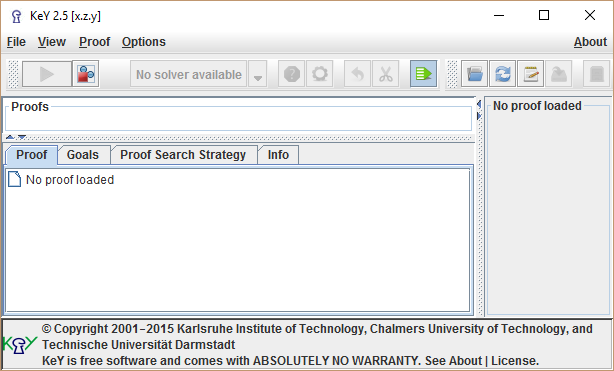 KeY 2.5 [x.z.y]
File View Proof Options About
No solver available
Proofs
No proof loaded
Proof Goals Proof Search Strategy Info
No proof loaded
KeY
© Copyright 2001–2015 Karlsruhe Institute of Technology, Chalmers University of Technology, and
Technische Universität Darmstadt
KeY is free software and comes with ABSOLUTELY NO WARRANTY. See About | License.